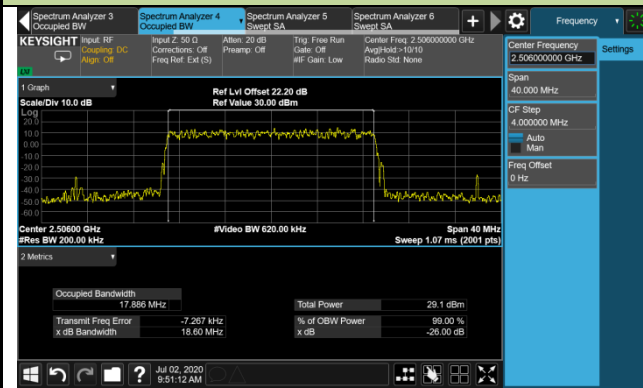 Spectrum Analyzer 3
Occupied BW
Spectrum Analyzer 4
Occupied BW
Spectrum Analyzer 5
Swept SA
Spectrum Analyzer 6
Swept SA
Frequency
KEYSIGHT
Input: RF
Coupling: DC
Align: Off
Input Z: 50 Ω
Corrections: Off
Freq Ref: Ext (S)
Atten: 20 dB
Preamp: Off
Trig: Free Run
Gate: Off
#IF Gain: Low
Center Freq: 2.506000000 GHz
Avg|Hold:>10/10
Radio Std: None
Center Frequency
2.506000000 GHz
Settings
Span
40.000 MHz
CF Step
4.000000 MHz
Auto
Man
Freq Offset
0 Hz
1 Graph
Scale/Div 10.0 dB
Ref Lvl Offset 22.20 dB
Ref Value 30.00 dBm
Log
20.0
10.0
0.00
-10.0
-20.0
-30.0
-40.0
-50.0
-60.0
Center 2.50600 GHz
#Res BW 200.00 kHz
#Video BW 620.00 kHz
Span 40 MHz
Sweep 1.07 ms (2001 pts)
2 Metrics
Occupied Bandwidth
17.886 MHz
Total Power 29.1 dBm
Transmit Freq Error -7.267 kHz
% of OBW Power 99.00 %
x dB Bandwidth 18.60 MHz
x dB -26.00 dB
Jul 02, 2020
9:51:12 AM